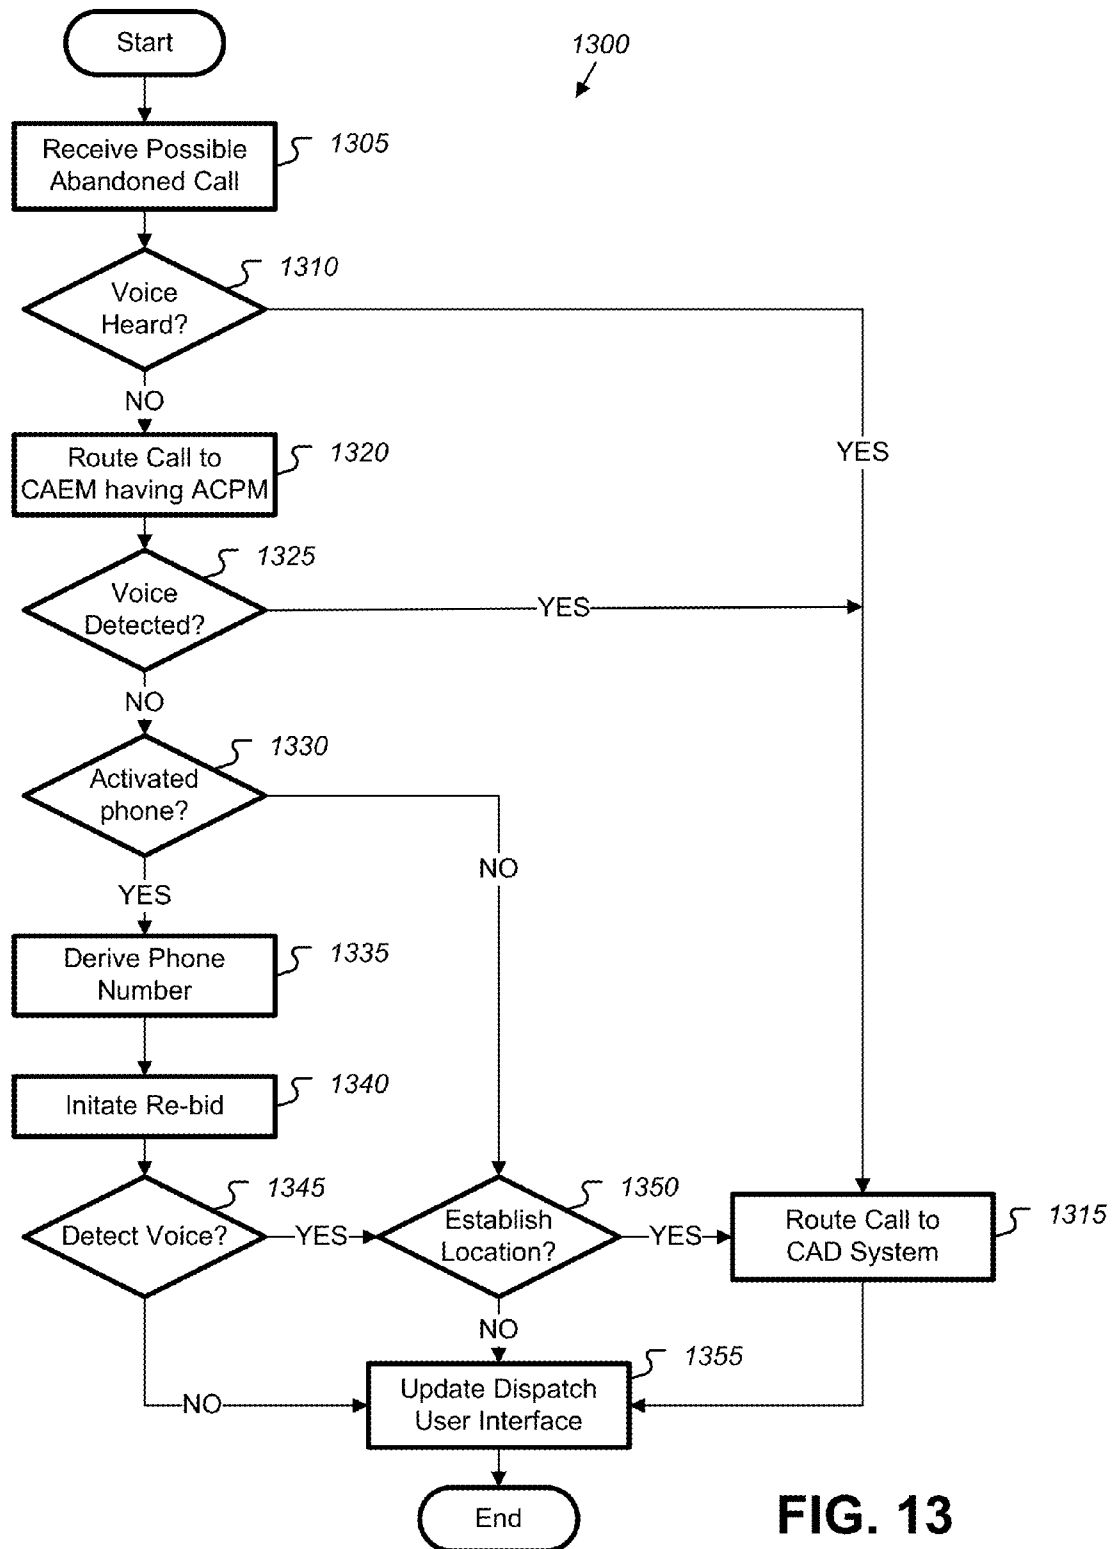 Start
1300
Receive Possible
Abandoned Call
1305
Voice
Heard?
1310
NO
YES
Route Call to
CAEM having ACPM
1320
Voice
Detected?
1325
YES
NO
Activated
phone?
1330
NO
YES
Derive Phone
Number
1335
Initate Re-bid
1340
Detect Voice?
1345
YES
Establish
Location?
1350
YES
Route Call to
CAD System
1315
NO
Update Dispatch
User Interface
1355
NO
End
FIG. 13